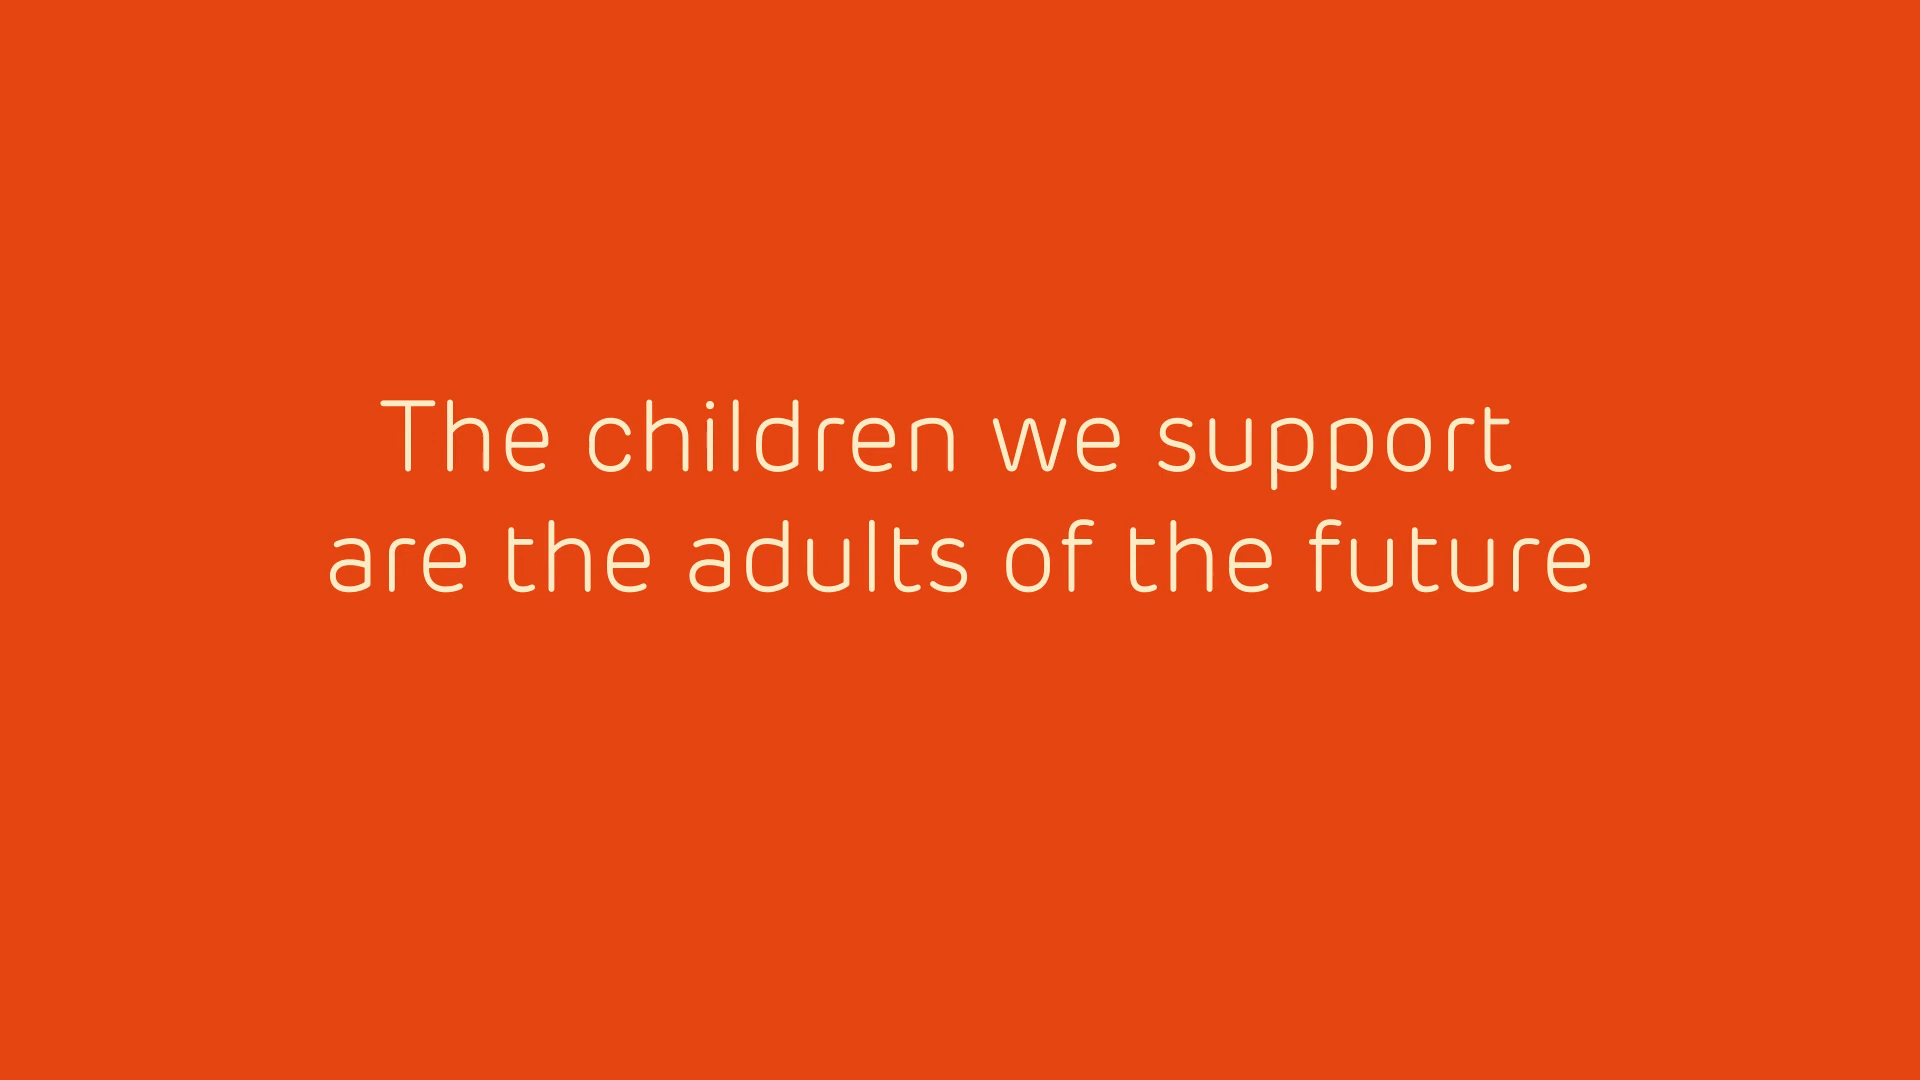 The children we support
are the adults of the future